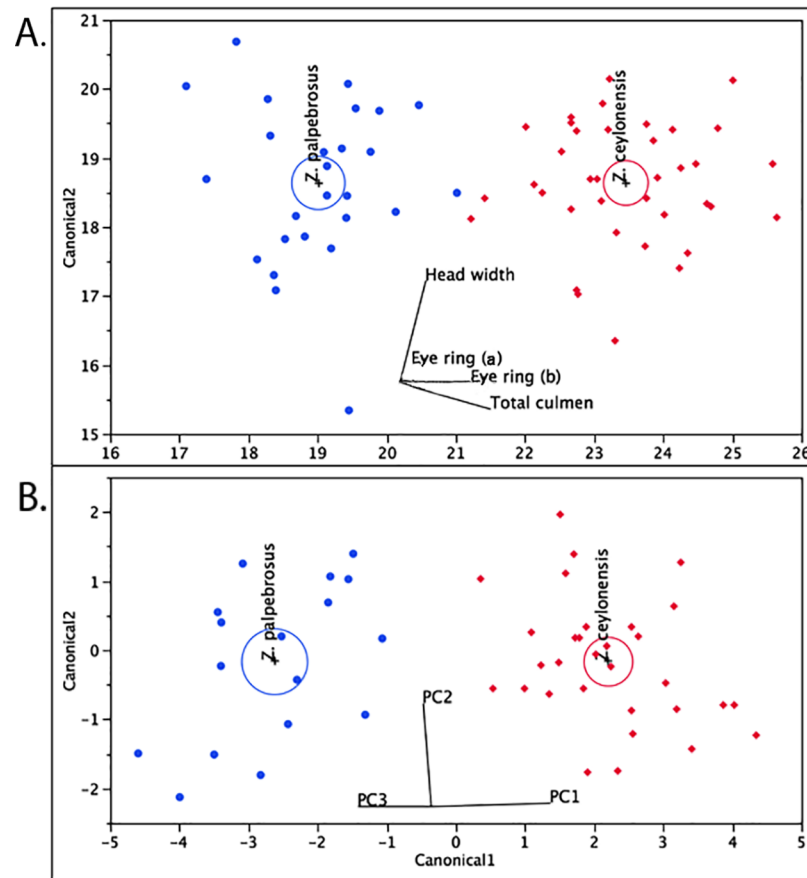 A.
21
20
19
18
17
16
15
Canonical2
Z. palpebrosus
Z. ceylonensis
Head width
Eye ring (a)
Eye ring (b)
Total culmen
16 17 18 19 20 21 22 23 24 25 26
B.
2
1
0
-1
-2
Canonical2
Z. palpebrosus
Z. ceylonensis
PC2
PC3
PC1
-5 -4 -3 -2 -1 0 1 2 3 4 5
Canonical1